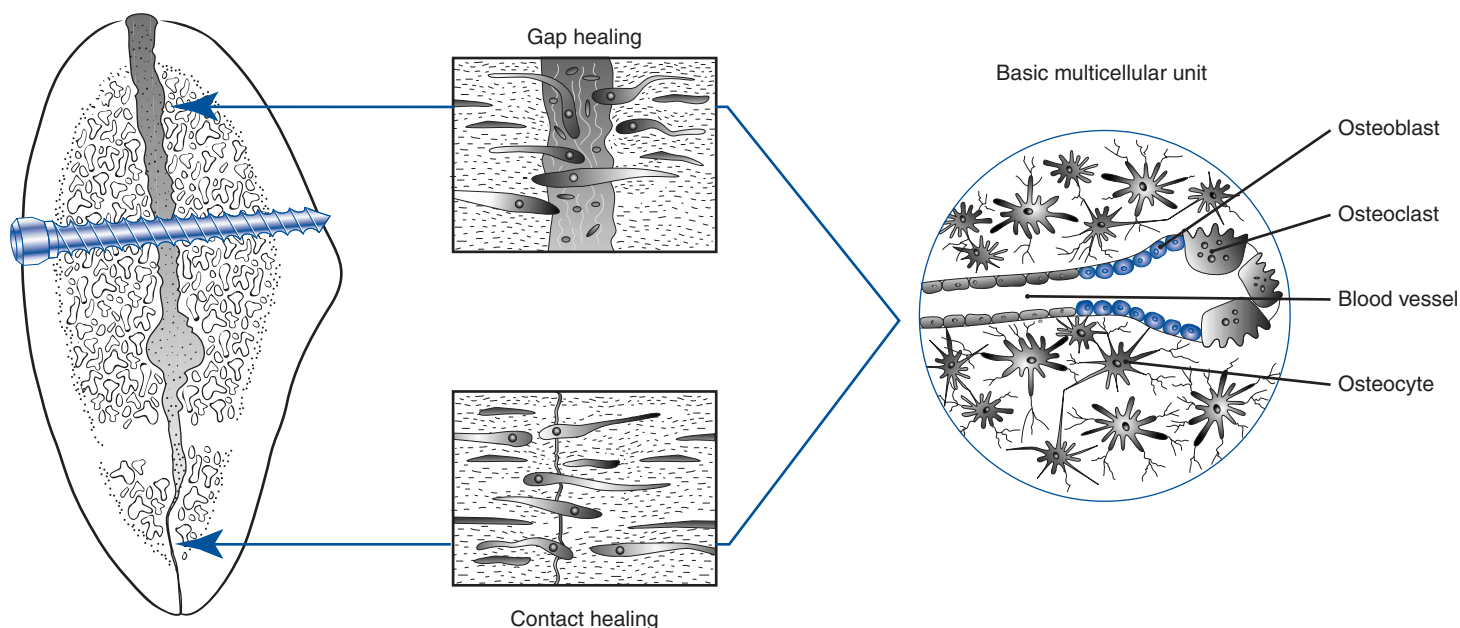 Gap healing
Basic multicellular unit
Osteoblast
Osteoclast
Blood vessel
Osteocyte
Contact healing